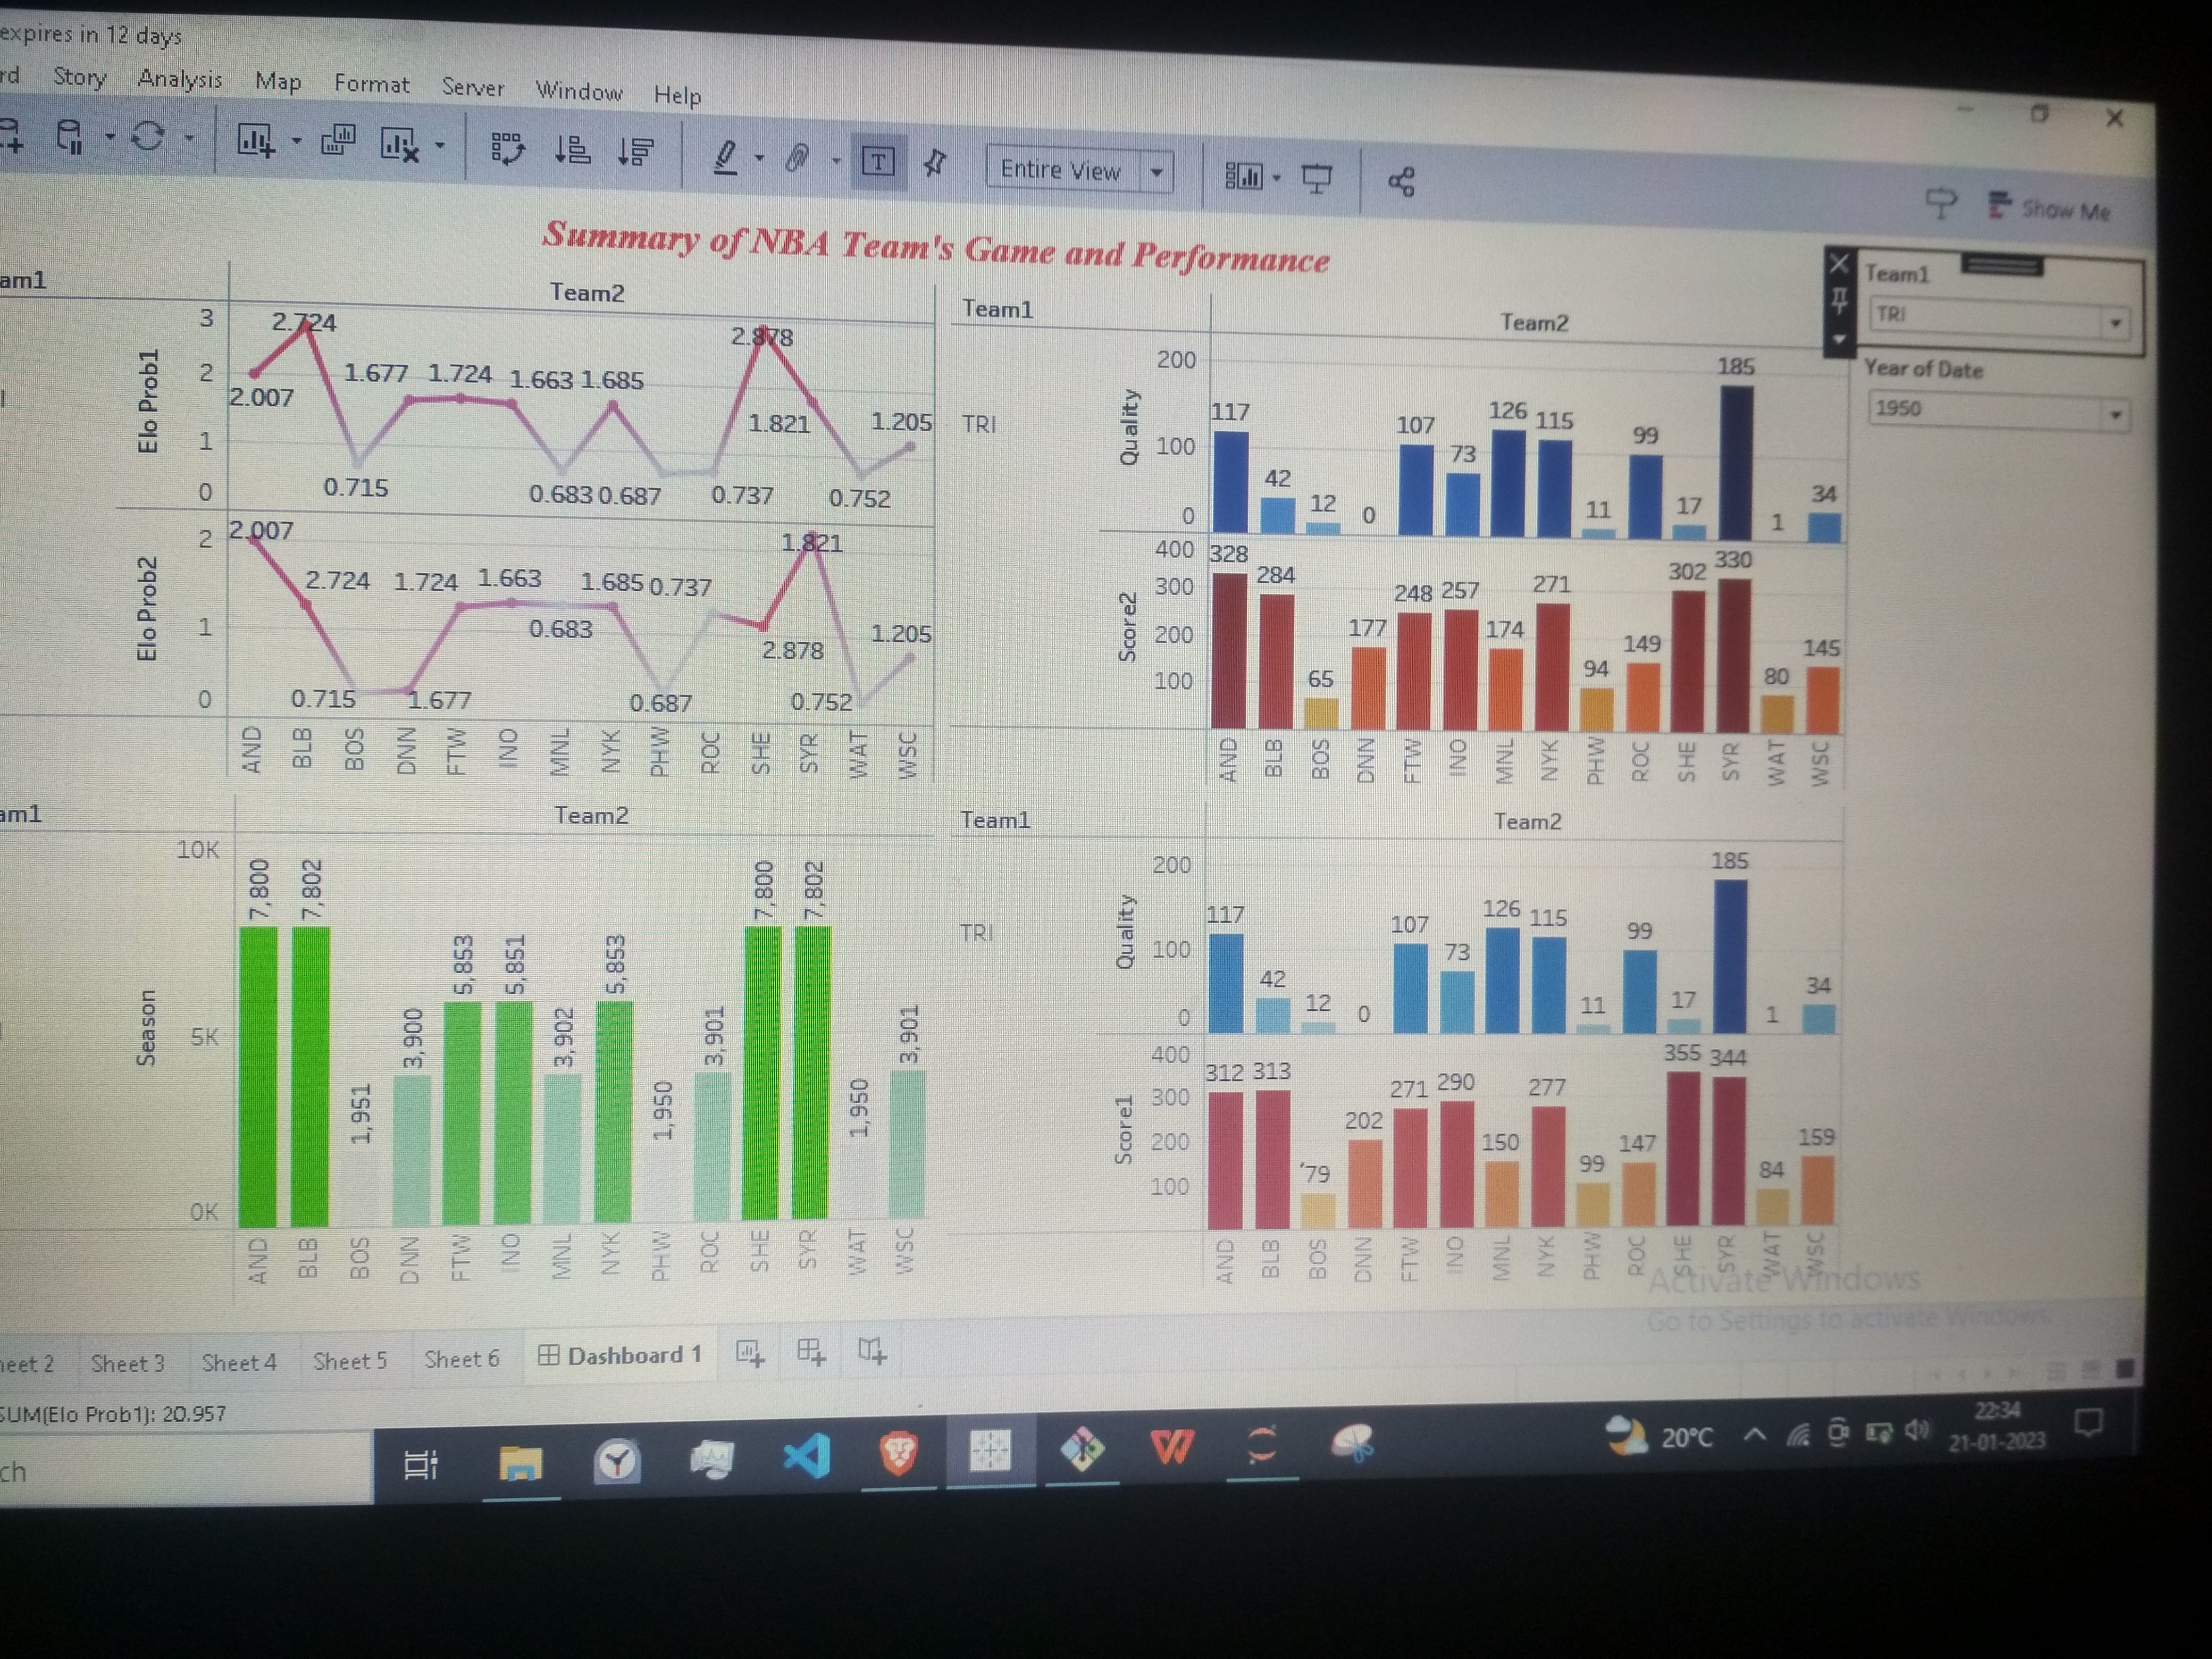 expires in 12 days
rd Story Analysis Map Format Server Window Help
Entire View
Show Me
Summary of NBA Team's Game and Performance
am1
Team2
Elo Prob1
3
2
1
0
2.007
2.724
0.715
1.677
1.724
1.663
0.683
1.685
0.687
0.737
2.878
1.821
0.752
1.205
Elo Prob2
2
1
0
2.007
2.724
0.715
1.677
1.724
1.663
0.683
1.685
0.687
0.737
2.878
1.821
0.752
1.205
AND BLB BOS DNN FTW INO MNL NYK PHW ROC SHE SYR WAT WSC
Team1
Team2
TRI
Quality
200
100
0
117 42 12 0 107 73 126 115 11 99 17 185 1 34
Score2
400
300
200
100
328 284 65 177 248 257 174 271 94 149 302 330 80 145
AND BLB BOS DNN FTW INO MNL NYK PHW ROC SHE SYR WAT WSC
Team1
TRI
Year of Date
1950
am1
Team2
Season
10K
5K
0K
7,800 7,802 1,951 3,900 5,853 5,851 3,902 5,853 1,950 3,901 7,800 7,802 1,950 3,901
AND BLB BOS DNN FTW INO MNL NYK PHW ROC SHE SYR WAT WSC
Team1
Team2
TRI
Quality
200
100
0
117 42 12 0 107 73 126 115 11 99 17 185 1 34
Score1
400
300
200
100
312 313 79 202 271 290 150 277 99 147 355 344 84 159
AND BLB BOS DNN FTW INO MNL NYK PHW ROC SHE SYR WAT WSC
Activate Windows
Go to Settings to activate Windows.
heet 2 Sheet 3 Sheet 4 Sheet 5 Sheet 6 Dashboard 1
SUM(Elo Prob1): 20.957
ch
20°C
22:34
21-01-2023